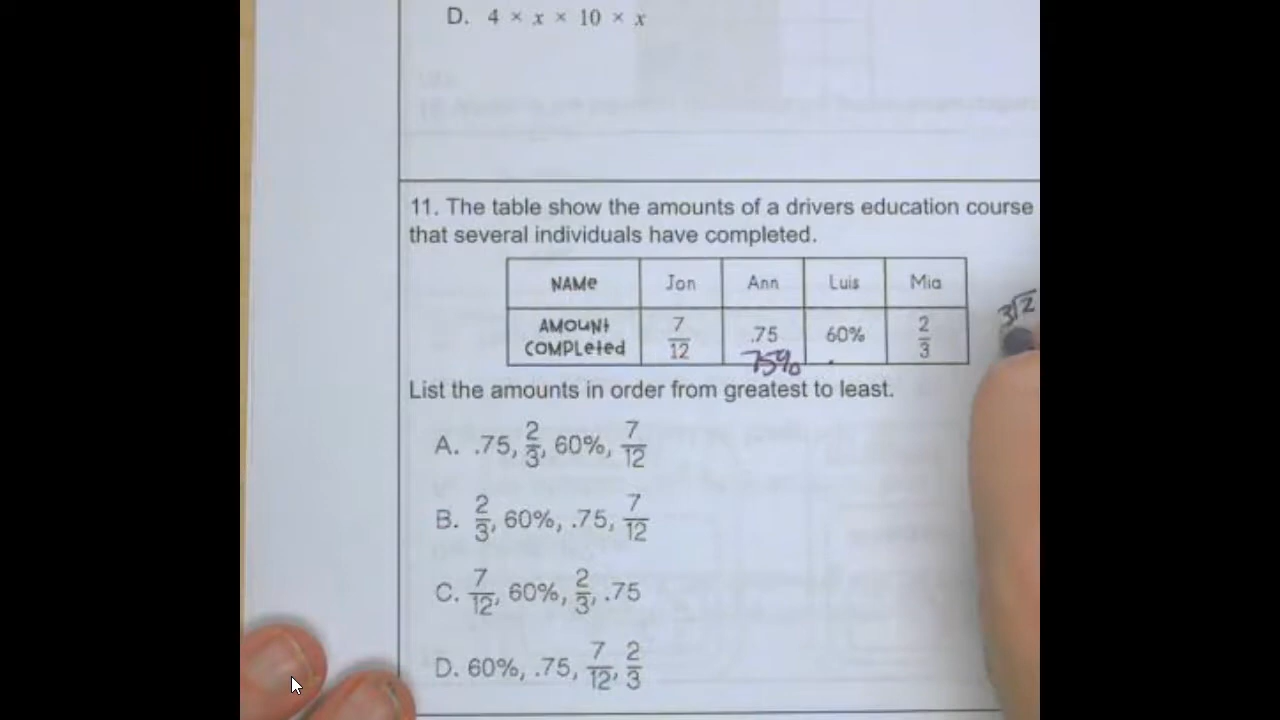 D. 4 × x × 10 × x
11. The table show the amounts of a drivers education course
that several individuals have completed.
NAMe Jon Ann Luis Mia
AMOUNt COMPLeted 7/12 .75 60% 2/3
75%
3√2
List the amounts in order from greatest to least.
A. .75, 2/3, 60%, 7/12
B. 2/3, 60%, .75, 7/12
C. 7/12, 60%, 2/3, .75
D. 60%, .75, 7/12, 2/3